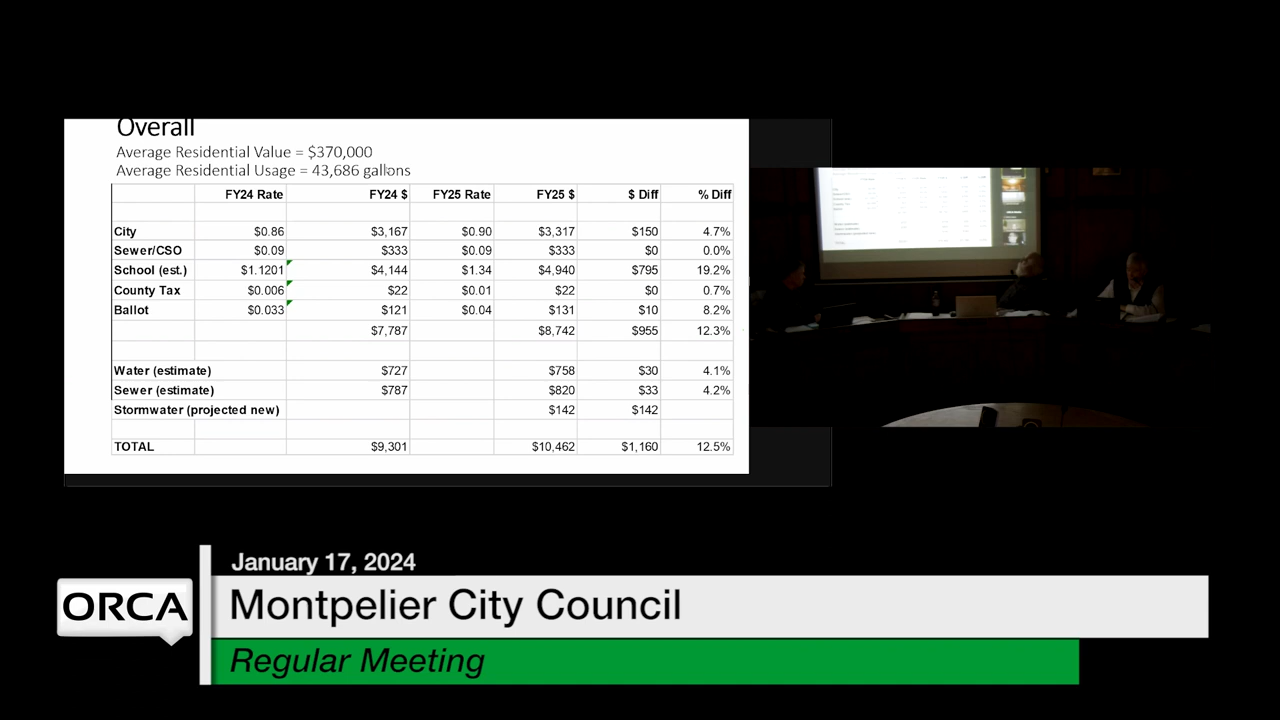 Overall
Average Residential Value = $370,000
Average Residential Usage = 43,686 gallons
FY24 Rate FY24 $ FY25 Rate FY25 $ $ Diff % Diff
City $0.86 $3,167 $0.90 $3,317 $150 4.7%
Sewer/CSO $0.09 $333 $0.09 $333 $0 0.0%
School (est.) $1.1201 $4,144 $1.34 $4,940 $795 19.2%
County Tax $0.006 $22 $0.01 $22 $0 0.7%
Ballot $0.033 $121 $0.04 $131 $10 8.2%
$7,787 $8,742 $955 12.3%
Water (estimate) $727 $758 $30 4.1%
Sewer (estimate) $787 $820 $33 4.2%
Stormwater (projected new) $142 $142
TOTAL $9,301 $10,462 $1,160 12.5%
January 17, 2024
ORCA
Montpelier City Council
Regular Meeting